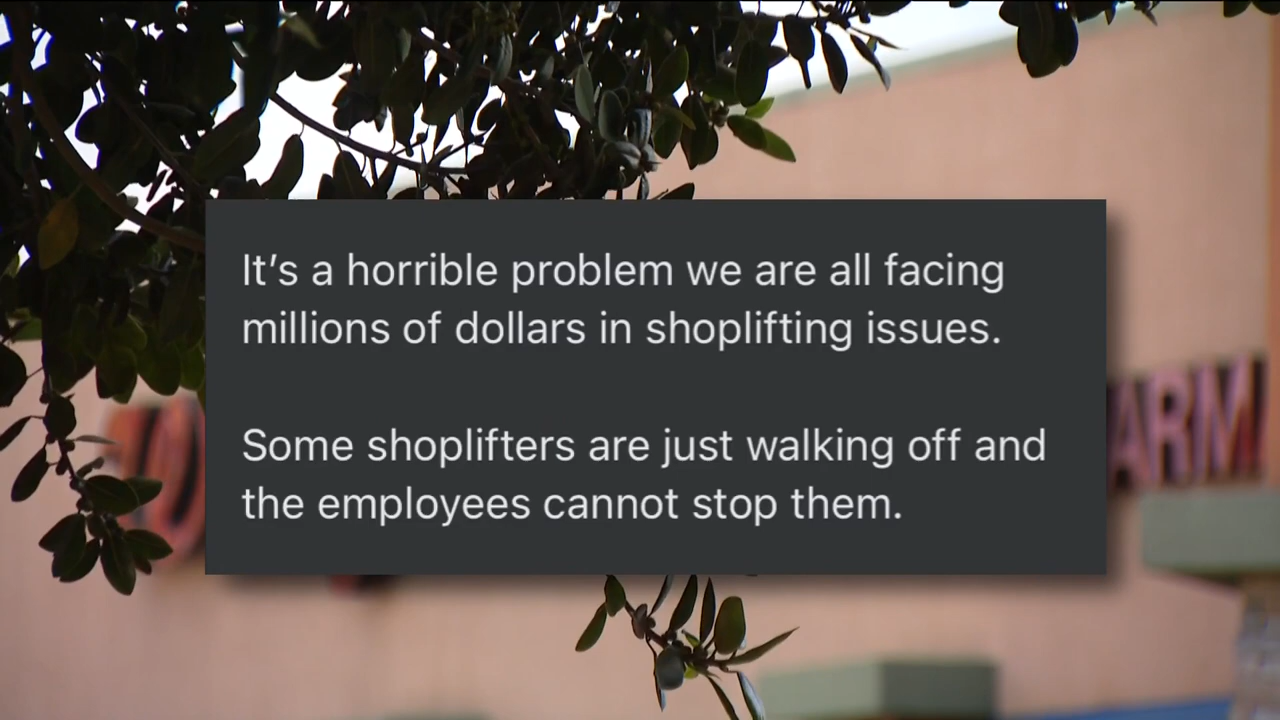 It's a horrible problem we are all facing
millions of dollars in shoplifting issues.
Some shoplifters are just walking off and
the employees cannot stop them.
ARM